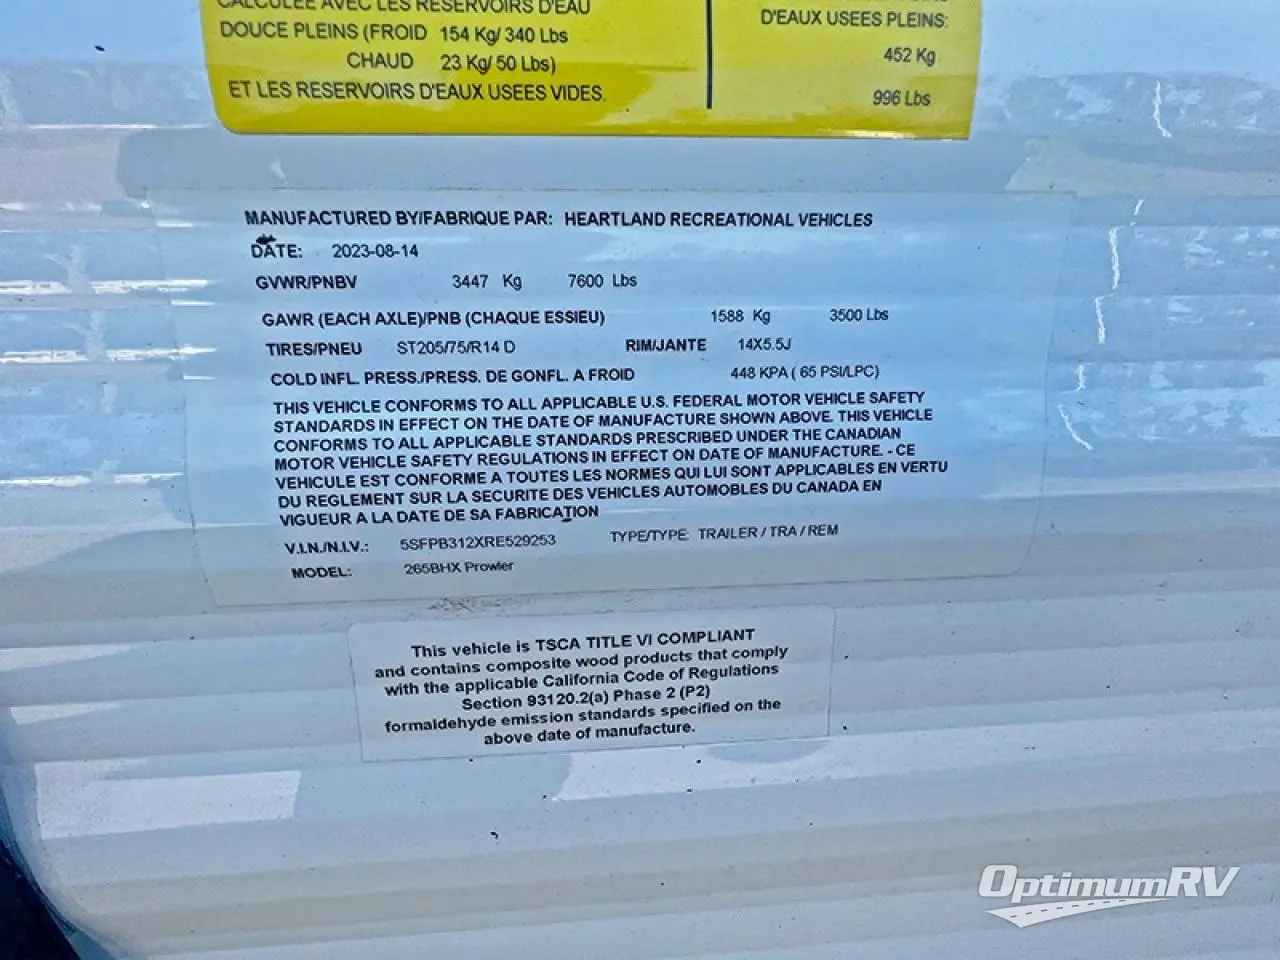 CALCULEE AVEC LES RESERVOIRS D'EAU
DOUCE PLEINS (FROID 154 Kg/ 340 Lbs
CHAUD 23 Kg/ 50 Lbs)
ET LES RESERVOIRS D'EAUX USEES VIDES.
D'EAUX USEES PLEINS:
452 Kg
996 Lbs
MANUFACTURED BY/FABRIQUE PAR: HEARTLAND RECREATIONAL VEHICLES
DATE: 2023-08-14
GVWR/PNBV 3447 Kg 7600 Lbs
GAWR (EACH AXLE)/PNB (CHAQUE ESSIEU) 1588 Kg 3500 Lbs
TIRES/PNEU ST205/75/R14 D RIM/JANTE 14X5.5J
COLD INFL. PRESS./PRESS. DE GONFL. A FROID 448 KPA ( 65 PSI/LPC)
THIS VEHICLE CONFORMS TO ALL APPLICABLE U.S. FEDERAL MOTOR VEHICLE SAFETY
STANDARDS IN EFFECT ON THE DATE OF MANUFACTURE SHOWN ABOVE. THIS VEHICLE
CONFORMS TO ALL APPLICABLE STANDARDS PRESCRIBED UNDER THE CANADIAN
MOTOR VEHICLE SAFETY REGULATIONS IN EFFECT ON DATE OF MANUFACTURE. - CE
VEHICULE EST CONFORME A TOUTES LES NORMES QUI LUI SONT APPLICABLES EN VERTU
DU REGLEMENT SUR LA SECURITE DES VEHICLES AUTOMOBLES DU CANADA EN
VIGUEUR A LA DATE DE SA FABRICATION
V.I.N./N.I.V.: 5SFPB312XRE529253 TYPE/TYPE: TRAILER / TRA / REM
MODEL: 265BHX Prowler
This vehicle is TSCA TITLE VI COMPLIANT
and contains composite wood products that comply
with the applicable California Code of Regulations
Section 93120.2(a) Phase 2 (P2)
formaldehyde emission standards specified on the
above date of manufacture.
OptimumRV